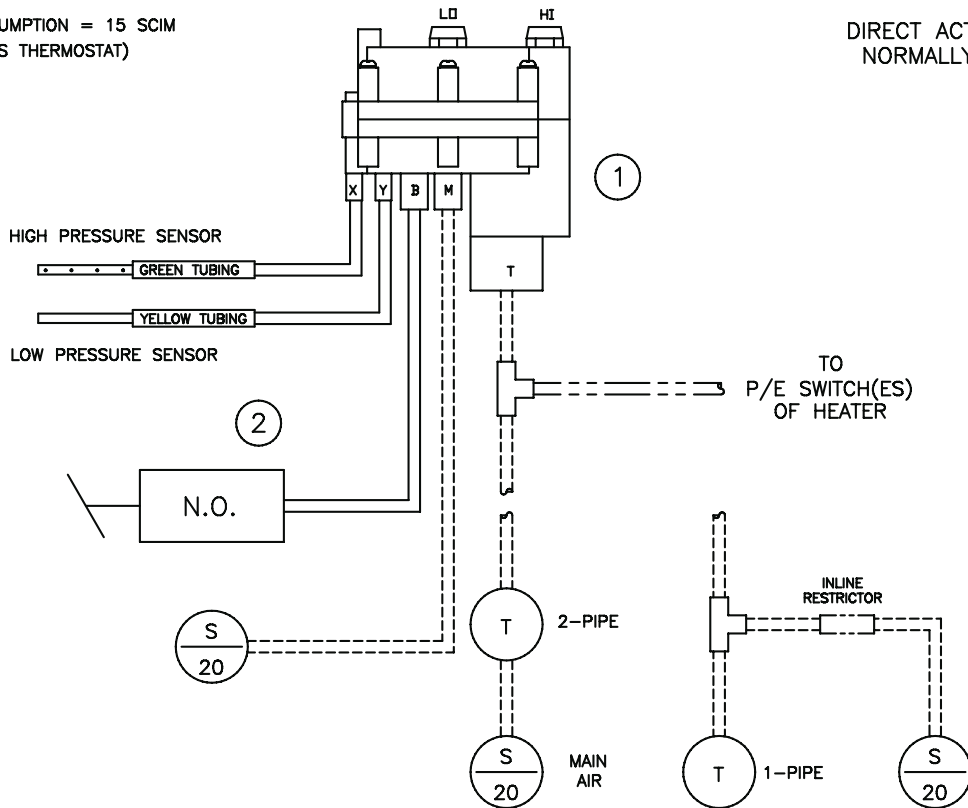 UMPTION = 15 SCIM
S THERMOSTAT)
LO
HI
DIRECT ACT
NORMALLY
1
X
Y
B
M
T
HIGH PRESSURE SENSOR
GREEN TUBING
YELLOW TUBING
LOW PRESSURE SENSOR
2
N.O.
TO
P/E SWITCH(ES)
OF HEATER
S
20
T
2-PIPE
S
20
MAIN
AIR
INLINE
RESTRICTOR
T
1-PIPE
S
20